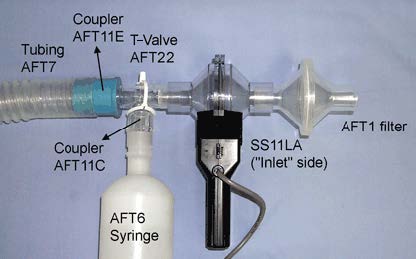 Coupler
AFT11E
Tubing
AFT7
T-Valve
AFT22
Coupler
AFT11C
SS11LA
("Inlet" side)
AFT1 filter
AFT6
Syringe